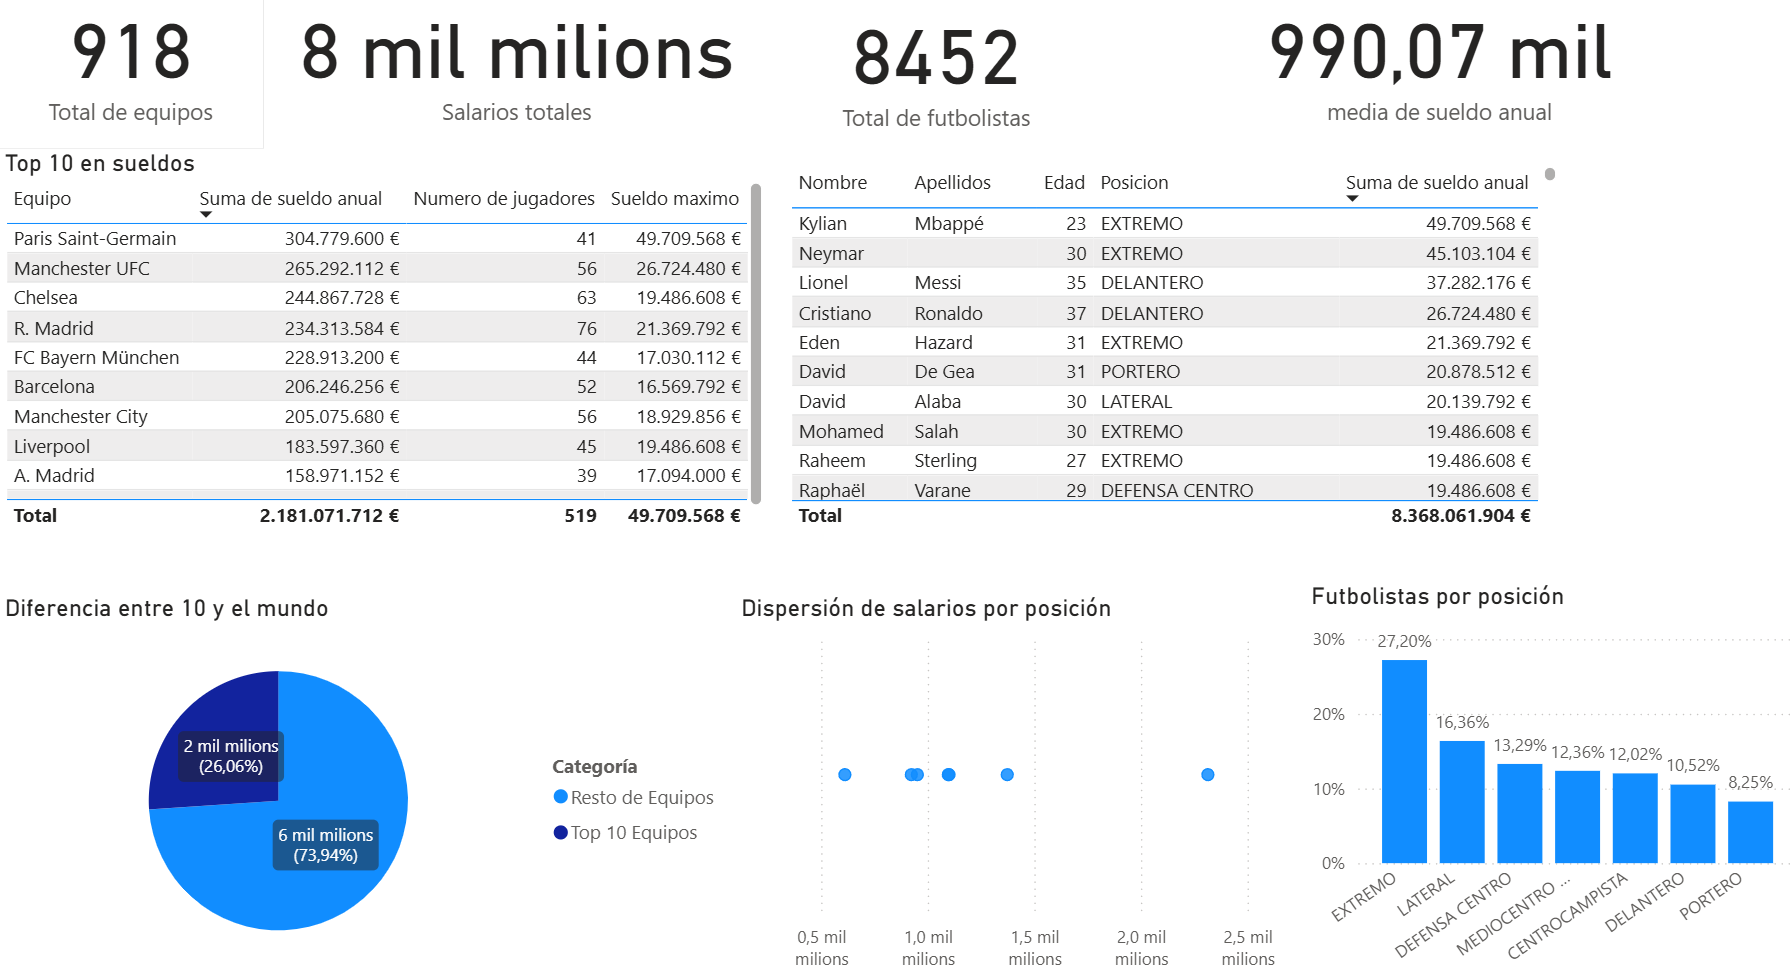 918
Total de equipos
8 mil milions
Salarios totales
8452
Total de futbolistas
990,07 mil
media de sueldo anual
Top 10 en sueldos
Equipo Suma de sueldo anual Numero de jugadores Sueldo maximo
Paris Saint-Germain 304.779.600 € 41 49.709.568 €
Manchester UFC 265.292.112 € 56 26.724.480 €
Chelsea 244.867.728 € 63 19.486.608 €
R. Madrid 234.313.584 € 76 21.369.792 €
FC Bayern München 228.913.200 € 44 17.030.112 €
Barcelona 206.246.256 € 52 16.569.792 €
Manchester City 205.075.680 € 56 18.929.856 €
Liverpool 183.597.360 € 45 19.486.608 €
A. Madrid 158.971.152 € 39 17.094.000 €
Total 2.181.071.712 € 519 49.709.568 €
Nombre Apellidos Edad Posicion Suma de sueldo anual
Kylian Mbappé 23 EXTREMO 49.709.568 €
Neymar 30 EXTREMO 45.103.104 €
Lionel Messi 35 DELANTERO 37.282.176 €
Cristiano Ronaldo 37 DELANTERO 26.724.480 €
Eden Hazard 31 EXTREMO 21.369.792 €
David De Gea 31 PORTERO 20.878.512 €
David Alaba 30 LATERAL 20.139.792 €
Mohamed Salah 30 EXTREMO 19.486.608 €
Raheem Sterling 27 EXTREMO 19.486.608 €
Raphaël Varane 29 DEFENSA CENTRO 19.486.608 €
Total 8.368.061.904 €
Diferencia entre 10 y el mundo
2 mil milions
(26,06%)
6 mil milions
(73,94%)
Categoría
Resto de Equipos
Top 10 Equipos
Dispersión de salarios por posición
0,5 mil milions
1,0 mil milions
1,5 mil milions
2,0 mil milions
2,5 mil milions
Futbolistas por posición
30%
20%
10%
0%
27,20%
16,36%
13,29%
12,36%
12,02%
10,52%
8,25%
EXTREMO
LATERAL
DEFENSA CENTRO
MEDIOCENTRO ...
CENTROCAMPISTA
DELANTERO
PORTERO